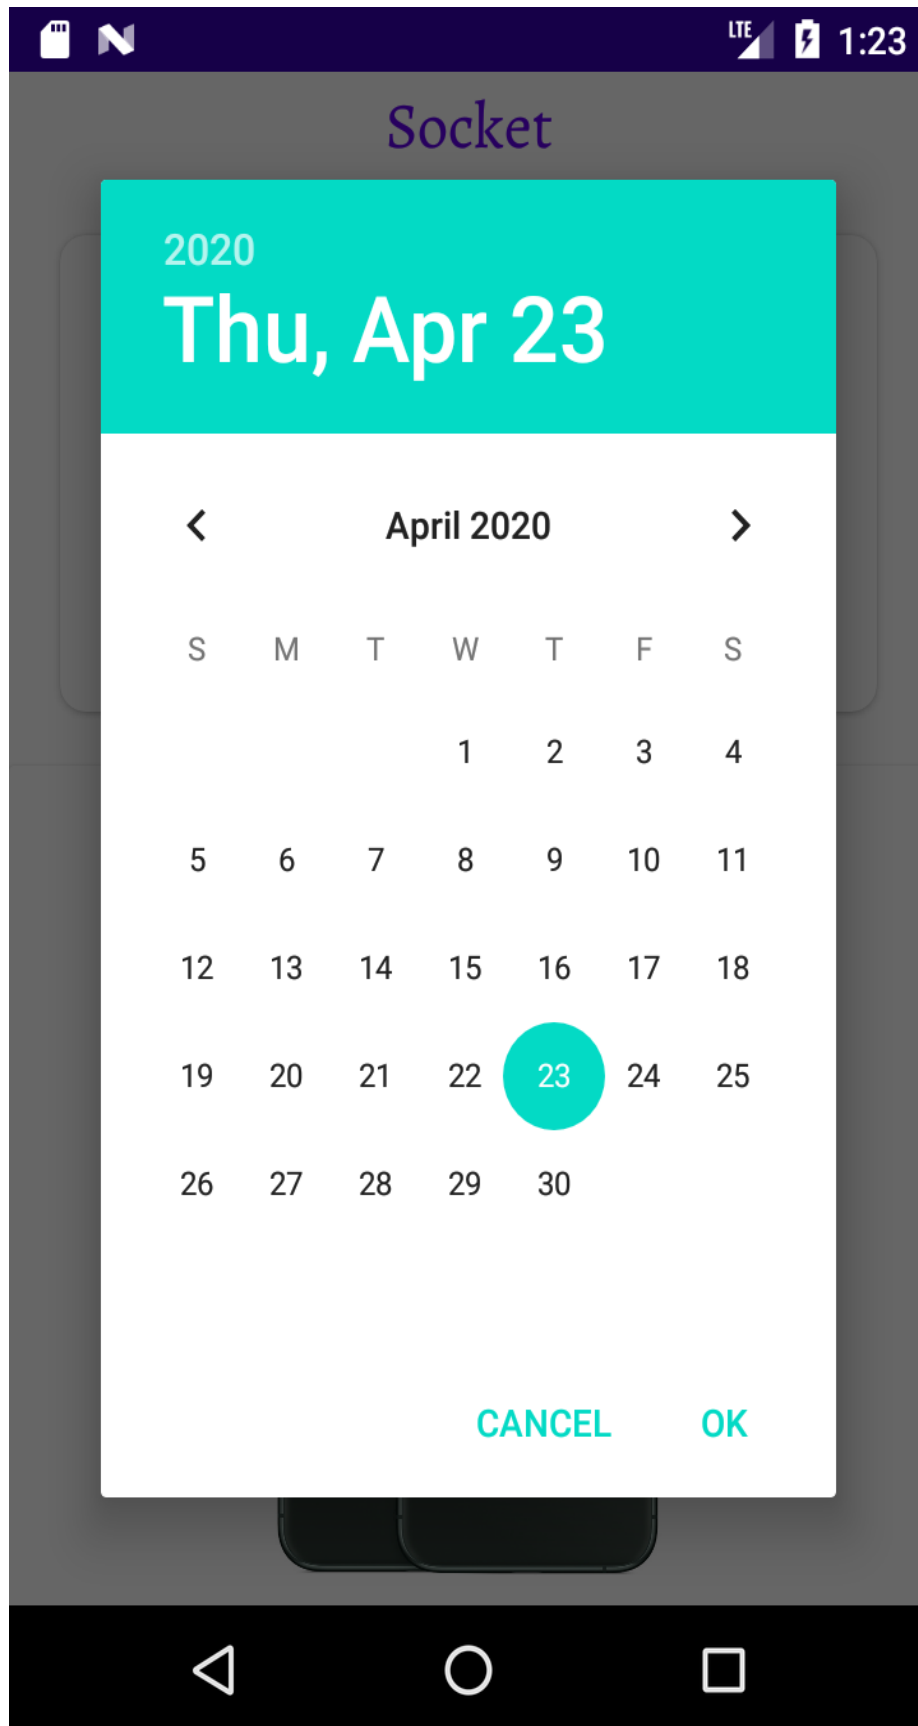 LTE 1:23
Socket
2020
Thu, Apr 23
April 2020
S M T W T F S
1 2 3 4
5 6 7 8 9 10 11
12 13 14 15 16 17 18
19 20 21 22 23 24 25
26 27 28 29 30
CANCEL OK